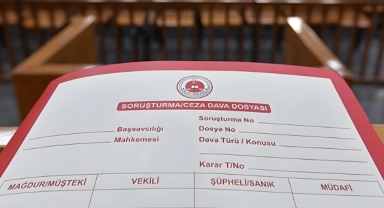 SORUŞTURMA/CEZA DAVA DOSYASI
Soruşturma No
Başsavcılığı Dosya No
Mahkemesi Dava Türü / Konusu
Karar T/No
MAĞDUR/MÜŞTEKİ VEKİLİ ŞÜPHELİ/SANIK MÜDAFİ